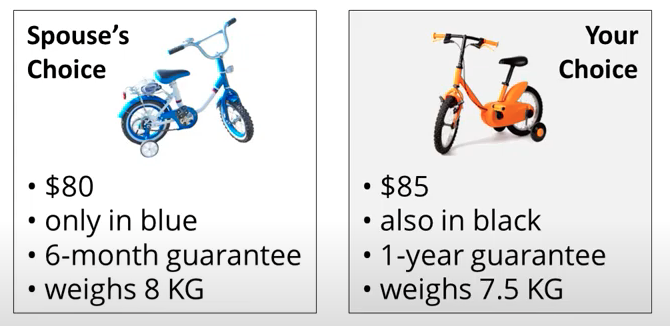 Spouse's
Choice
• $80
• only in blue
• 6-month guarantee
• weighs 8 KG
Your
Choice
• $85
• also in black
• 1-year guarantee
• weighs 7.5 KG